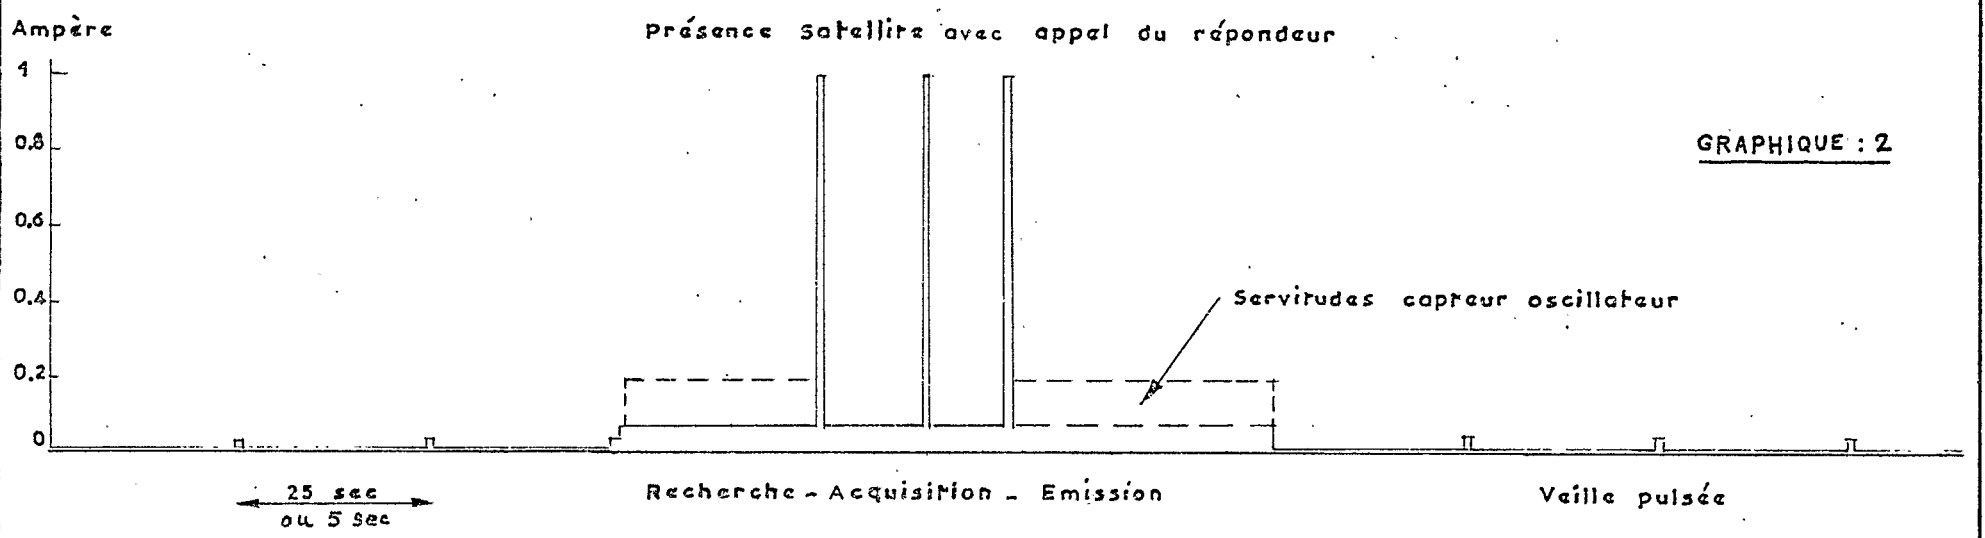 Ampère
Présence satellite avec appel du répondeur
1
0,8
GRAPHIQUE : 2
0,6
0,4
Servitudes capteur oscillateur
0,2
0
25 sec
ou 5 sec
Recherche - Acquisition - Emission
Veille pulsée